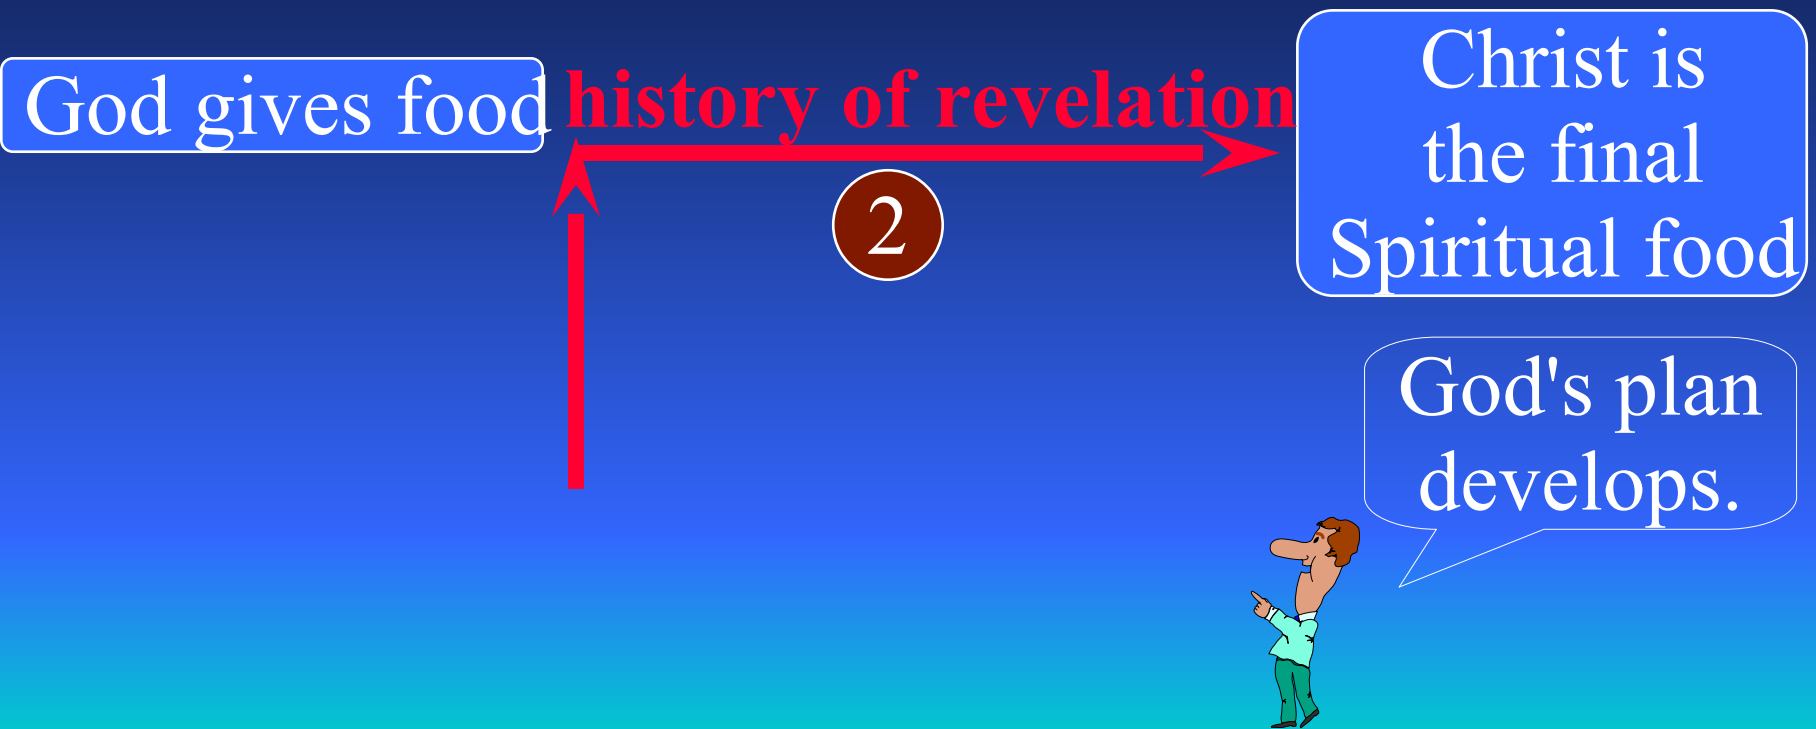 God gives food
history of revelation
2
Christ is
the final
Spiritual food
God's plan
develops.